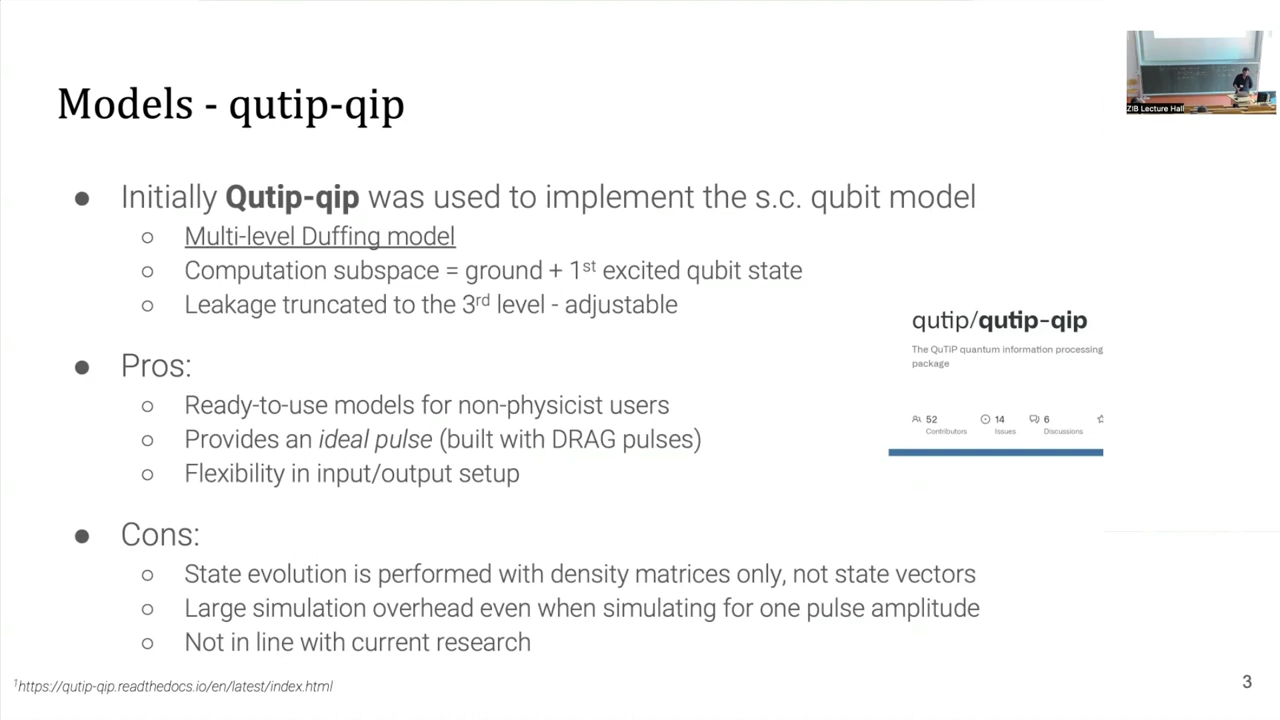 Models - qutip-qip
● Initially Qutip-qip was used to implement the s.c. qubit model
○ Multi-level Duffing model
○ Computation subspace = ground + 1st excited qubit state
○ Leakage truncated to the 3rd level - adjustable
● Pros:
○ Ready-to-use models for non-physicist users
○ Provides an ideal pulse (built with DRAG pulses)
○ Flexibility in input/output setup
● Cons:
○ State evolution is performed with density matrices only, not state vectors
○ Large simulation overhead even when simulating for one pulse amplitude
○ Not in line with current research
qutip/qutip-qip
The QuTiP quantum information processing
package
52 14 6
Contributors Issues Discussions
ZIB Lecture Hall
1https://qutip-qip.readthedocs.io/en/latest/index.html
3